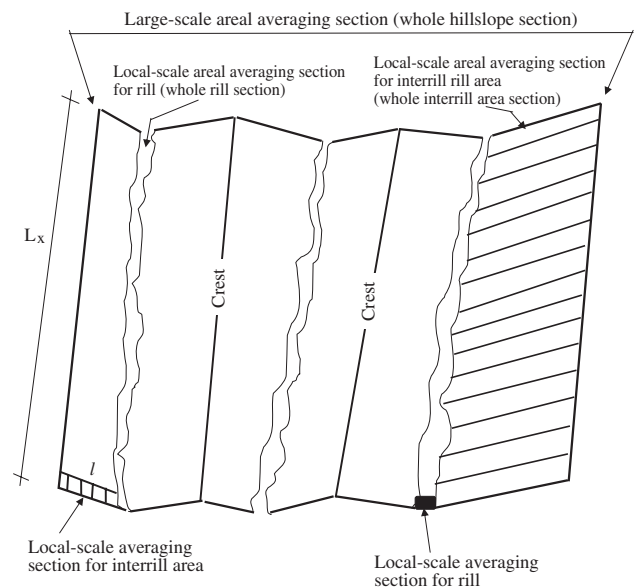 Large-scale areal averaging section (whole hillslope section)
Local-scale areal averaging section
for rill (whole rill section)
Local-scale areal averaging section
for interrill rill area
(whole interrill area section)
Lx
Crest
Crest
l
Local-scale averaging
section for interrill area
Local-scale averaging
section for rill